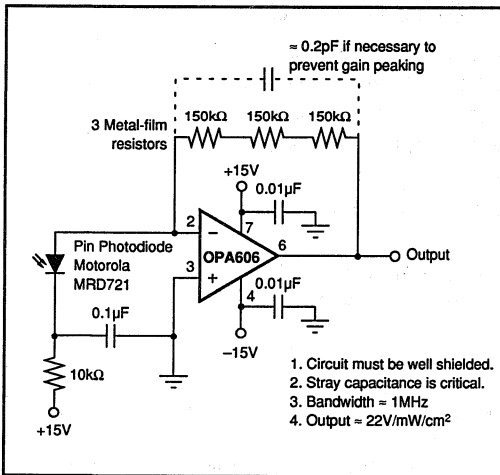 ≈ 0.2pF if necessary to
prevent gain peaking
3 Metal-film
resistors
150kΩ 150kΩ 150kΩ
+15V
0.01µF
7
2
−
Pin Photodiode
Motorola
MRD721
OPA606
6
Output
3
+
0.01µF
4
0.1µF
−15V
10kΩ
+15V
1. Circuit must be well shielded.
2. Stray capacitance is critical.
3. Bandwidth ≈ 1MHz
4. Output ≈ 22V/mW/cm²